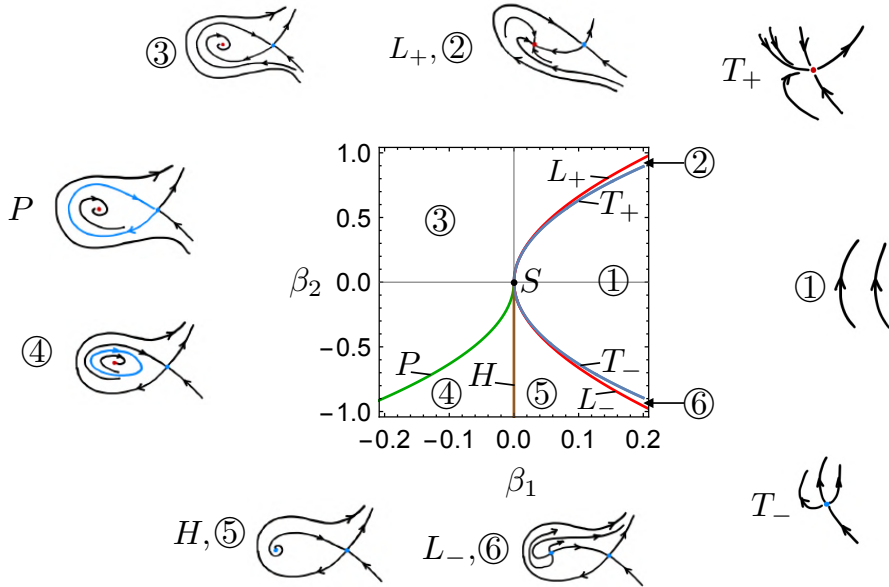 ③
L₊, ②
T₊
P
④
H, ⑤
L₋, ⑥
T₋
①
1.0
0.5
0.0
−0.5
−1.0
β₂
−0.2 −0.1 0.0 0.1 0.2
β₁
L₊
T₊
②
③
S
①
P
④
H
⑤
T₋
L₋
⑥